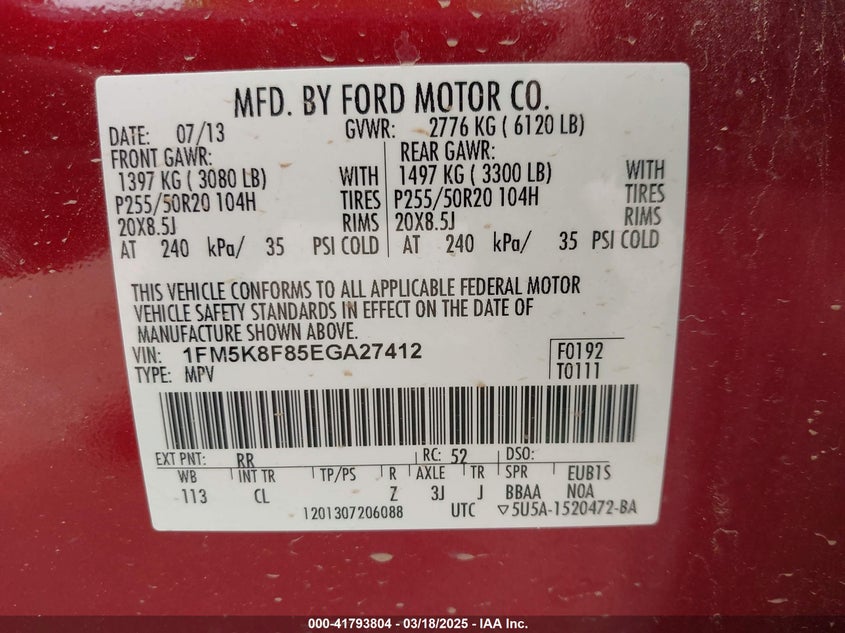 MFD. BY FORD MOTOR CO.
DATE: 07/13 GVWR: 2776 KG ( 6120 LB)
FRONT GAWR: REAR GAWR:
1397 KG ( 3080 LB) WITH 1497 KG ( 3300 LB) WITH
P255/50R20 104H TIRES P255/50R20 104H TIRES
20X8.5J RIMS 20X8.5J RIMS
AT 240 kPa/ 35 PSI COLD AT 240 kPa/ 35 PSI COLD
THIS VEHICLE CONFORMS TO ALL APPLICABLE FEDERAL MOTOR
VEHICLE SAFETY STANDARDS IN EFFECT ON THE DATE OF
MANUFACTURE SHOWN ABOVE.
VIN: 1FM5K8F85EGA27412 F0192
TYPE: MPV T0111
EXT PNT: RR RC: 52 DSO:
WB INT TR TP/PS R AXLE TR SPR EUB1S
113 CL Z 3J J BBAA N0A
1201307206088 UTC ▽5U5A-1520472-BA
000-41793804 - 03/18/2025 - IAA Inc.